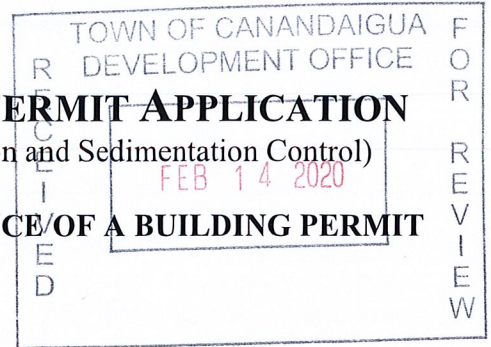 TOWN OF CANANDAIGUA
DEVELOPMENT OFFICE
ERMIT APPLICATION
n and Sedimentation Control)
FEB 14 2020
CE OF A BUILDING PERMIT
RECEIVED
FOR REVIEW